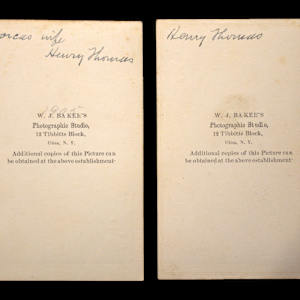 Dorcas wife
Henry Thomas
1905
W. J. BAKER'S
Photographic Studio,
12 Tibbitts Block,
Utica, N. Y.
Additional copies of this Picture can
be obtained at the above establishment.
Henry Thomas
W. J. BAKER'S
Photographic Studio,
12 Tibbitts Block,
Utica, N. Y.
Additional copies of this Picture can
be obtained at the above establishment.